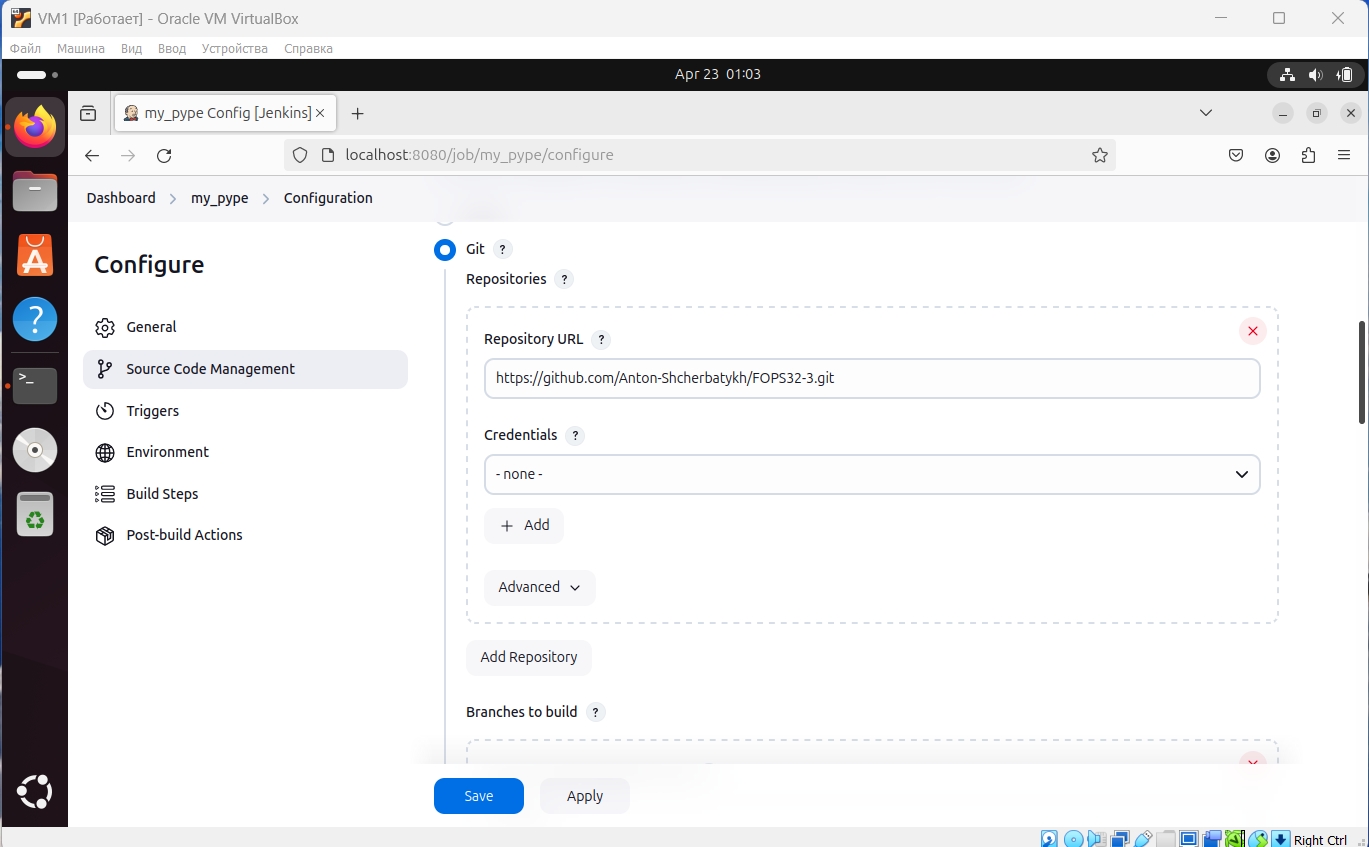 VM1 [Работает] - Oracle VM VirtualBox
Файл Машина Вид Ввод Устройства Справка
Apr 23 01:03
my_pype Config [Jenkins]
localhost:8080/job/my_pype/configure
Dashboard my_pype Configuration
Configure
General
Source Code Management
Triggers
Environment
Build Steps
Post-build Actions
Git ?
Repositories ?
Repository URL ?
https://github.com/Anton-Shcherbatykh/FOPS32-3.git
Credentials ?
- none -
+ Add
Advanced
Add Repository
Branches to build ?
Save Apply
Right Ctrl